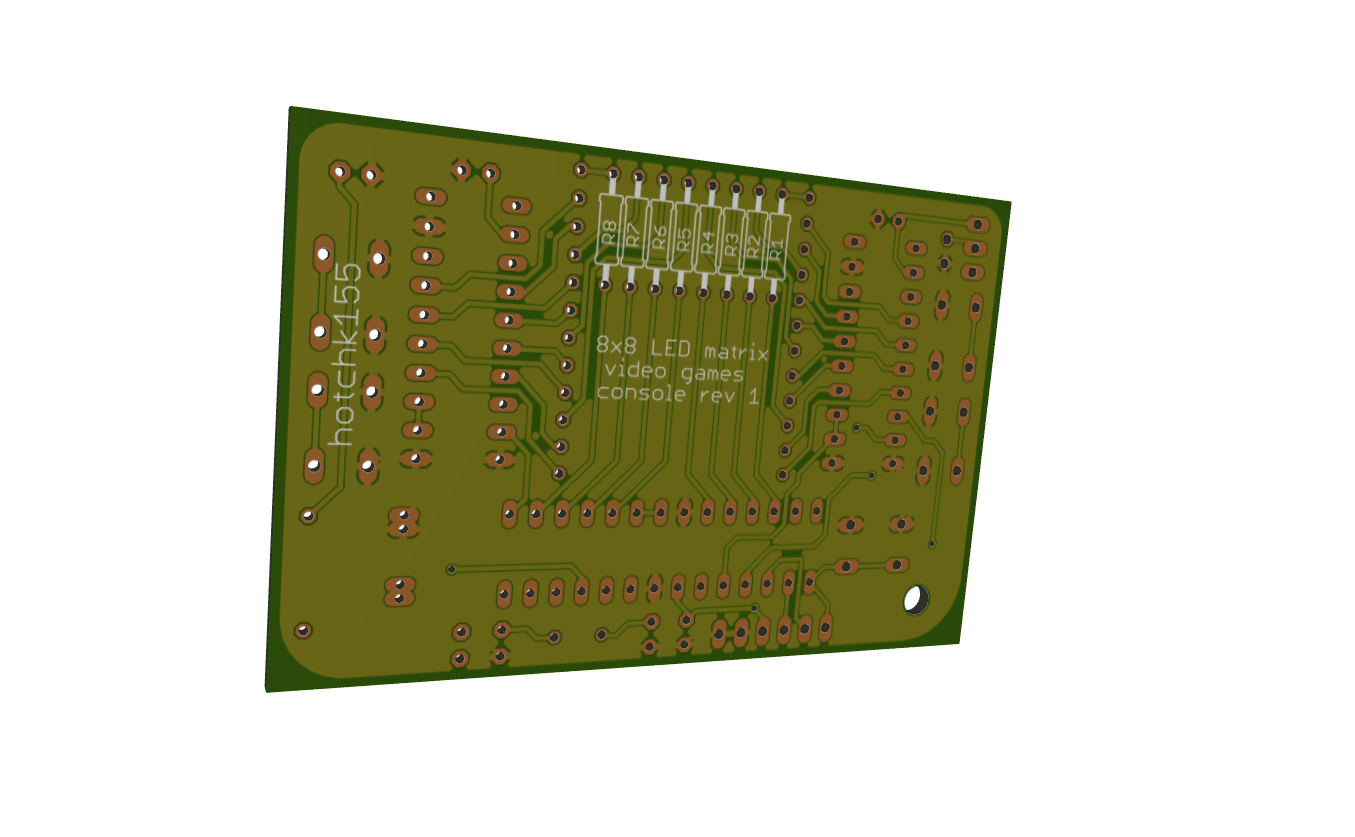 R8 R7 R6 R5 R4 R3 R2 R1
hotchk155
8x8 LED matrix
video games
console rev 1